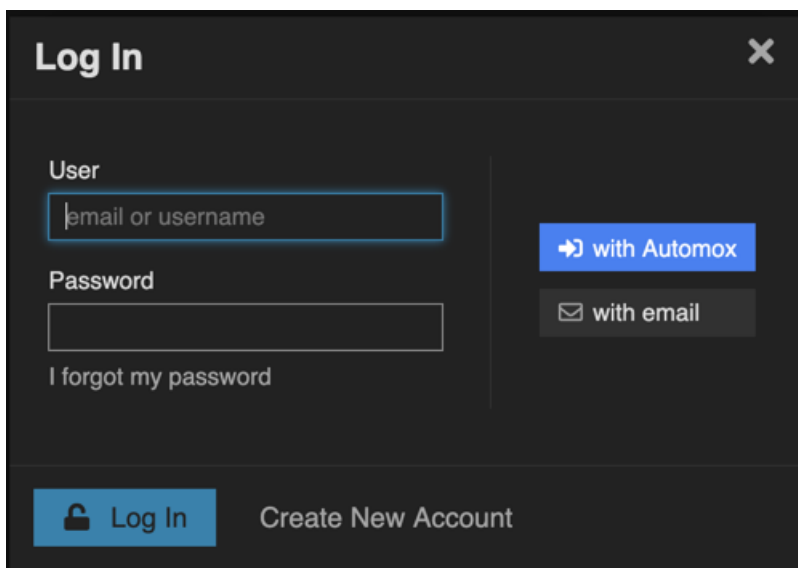 Log In
User
email or username
Password
I forgot my password
with Automox
with email
Log In
Create New Account